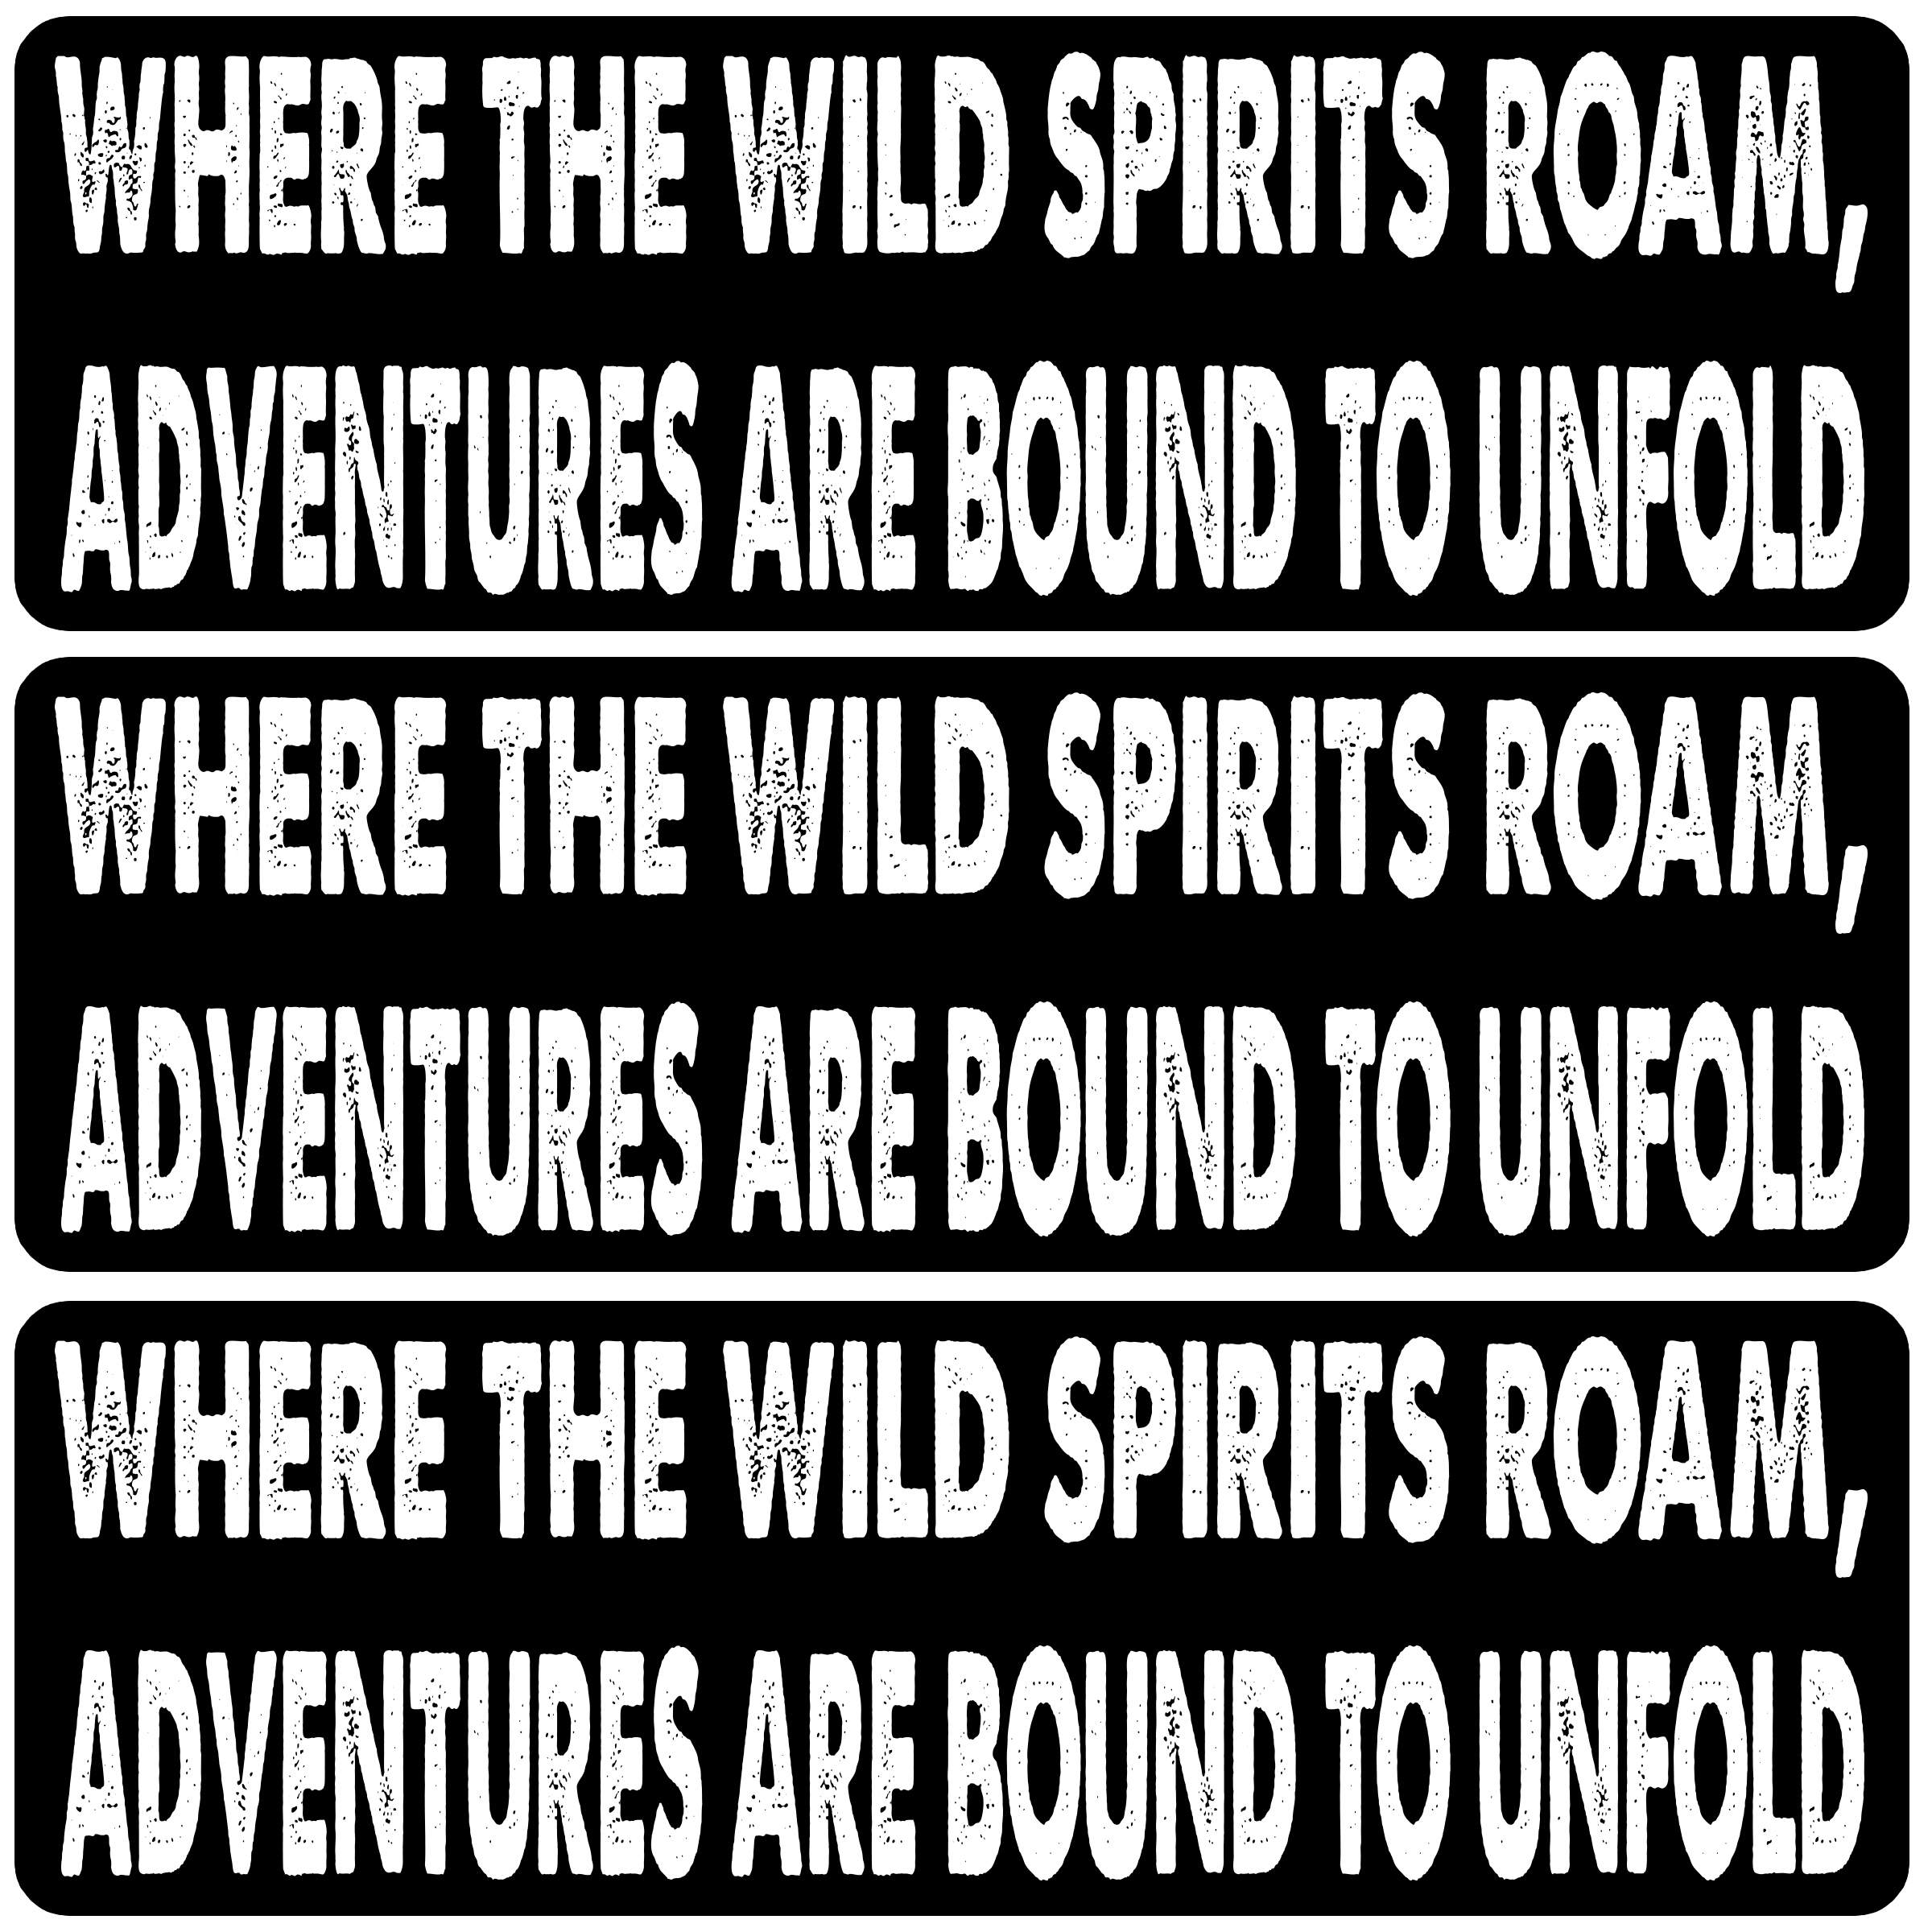 WHERE THE WILD SPIRITS ROAM,
ADVENTURES ARE BOUND TO UNFOLD
WHERE THE WILD SPIRITS ROAM,
ADVENTURES ARE BOUND TO UNFOLD
WHERE THE WILD SPIRITS ROAM,
ADVENTURES ARE BOUND TO UNFOLD